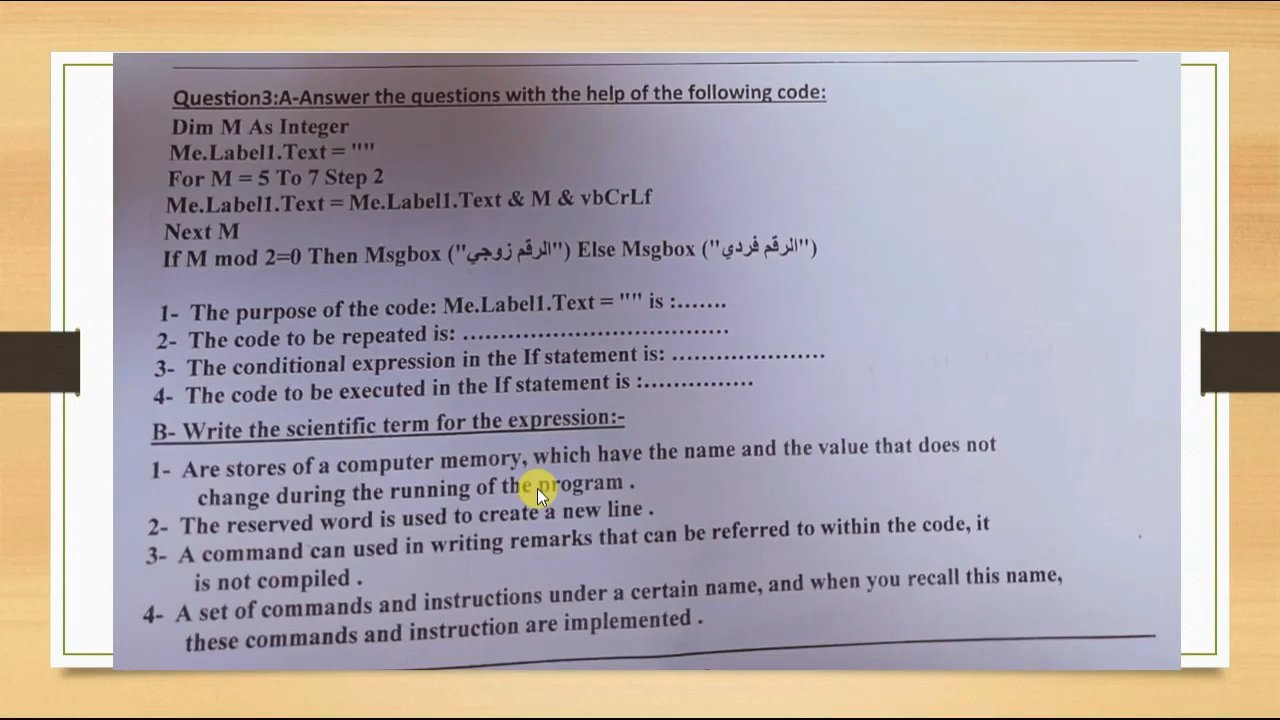 Question3:A-Answer the questions with the help of the following code:
Dim M As Integer
Me.Label1.Text = ""
For M = 5 To 7 Step 2
Me.Label1.Text = Me.Label1.Text & M & vbCrLf
Next M
If M mod 2=0 Then Msgbox ("الرقم زوجي") Else Msgbox ("الرقم فردي")
1- The purpose of the code: Me.Label1.Text = "" is :.......
2- The code to be repeated is: ..................................
3- The conditional expression in the If statement is: .....................
4- The code to be executed in the If statement is :...............
B- Write the scientific term for the expression:-
1- Are stores of a computer memory, which have the name and the value that does not
change during the running of the program .
2- The reserved word is used to create a new line .
3- A command can used in writing remarks that can be referred to within the code, it
is not compiled .
4- A set of commands and instructions under a certain name, and when you recall this name,
these commands and instruction are implemented .